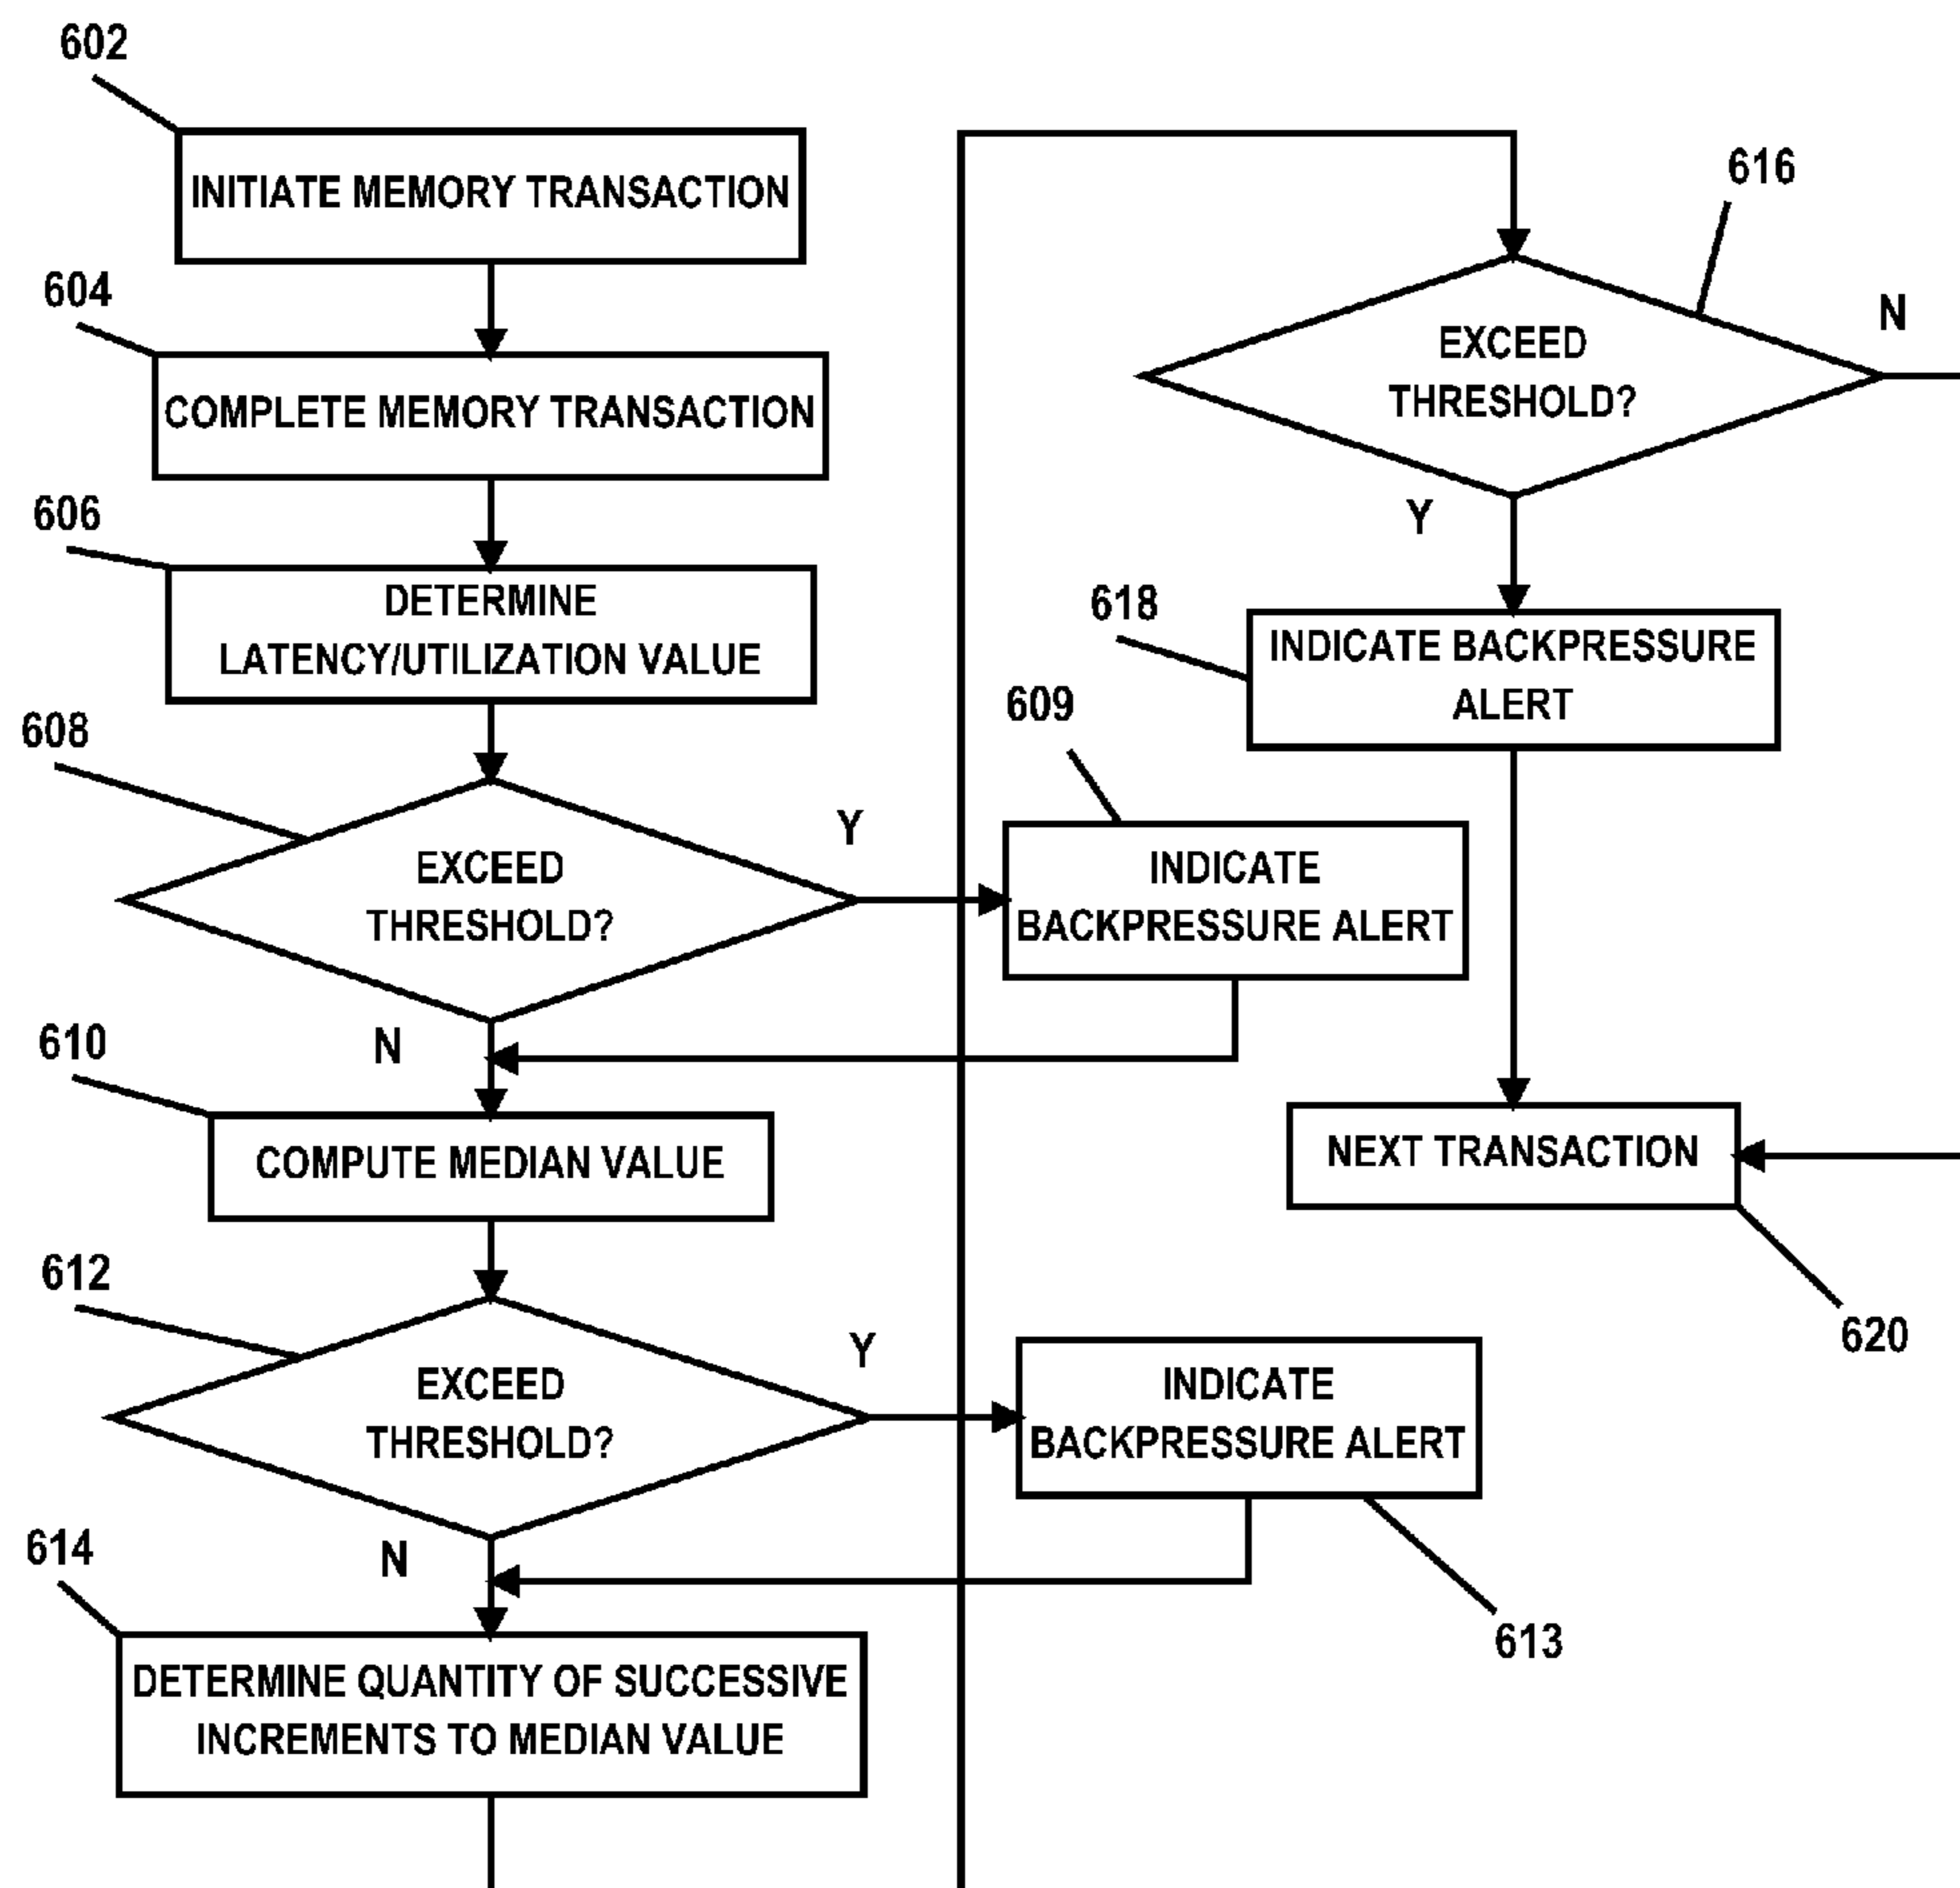 602
INITIATE MEMORY TRANSACTION
604
COMPLETE MEMORY TRANSACTION
606
DETERMINE
LATENCY/UTILIZATION VALUE
608
EXCEED
THRESHOLD?
Y
N
609
INDICATE
BACKPRESSURE ALERT
610
COMPUTE MEDIAN VALUE
612
EXCEED
THRESHOLD?
Y
N
INDICATE
BACKPRESSURE ALERT
613
614
DETERMINE QUANTITY OF SUCCESSIVE
INCREMENTS TO MEDIAN VALUE
616
EXCEED
THRESHOLD?
N
Y
618
INDICATE BACKPRESSURE
ALERT
NEXT TRANSACTION
620